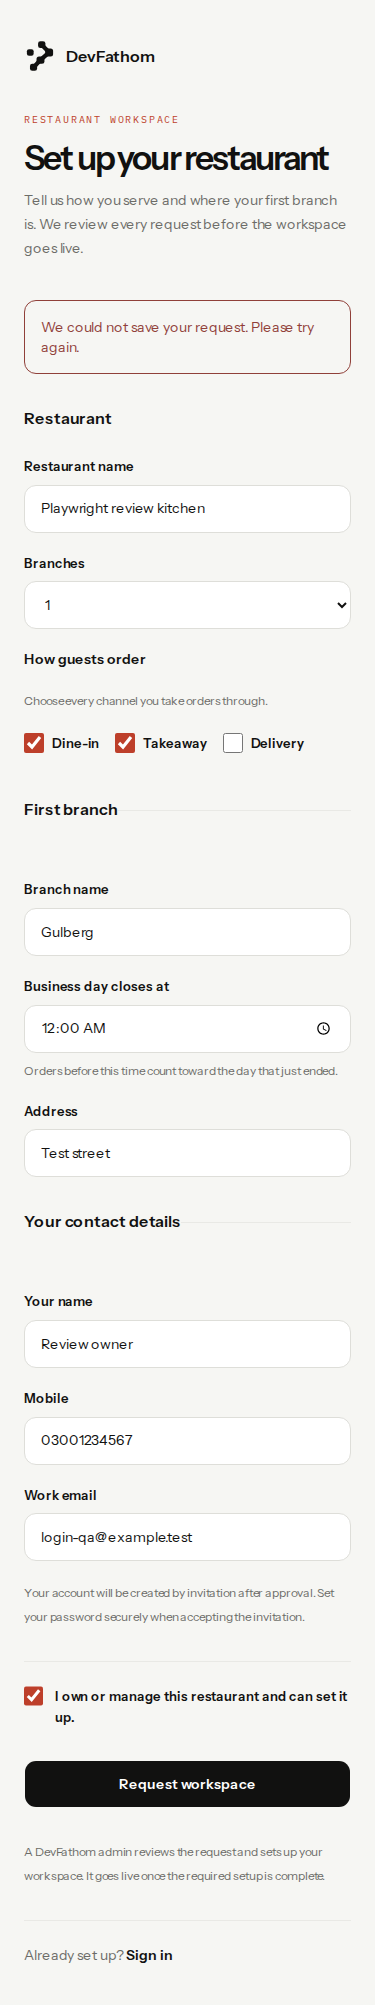 DevFathom
RESTAURANT WORKSPACE
Set up your restaurant
Tell us how you serve and where your first branch
is. We review every request before the workspace
goes live.
We could not save your request. Please try
again.
Restaurant
Restaurant name
Playwright review kitchen
Branches
1
How guests order
Choose every channel you take orders through.
Dine-in
Takeaway
Delivery
First branch
Branch name
Gulberg
Business day closes at
12:00 AM
Orders before this time count toward the day that just ended.
Address
Test street
Your contact details
Your name
Review owner
Mobile
03001234567
Work email
login-qa@example.test
Your account will be created by invitation after approval. Set
your password securely when accepting the invitation.
I own or manage this restaurant and can set it
up.
Request workspace
A DevFathom admin reviews the request and sets up your
workspace. It goes live once the required setup is complete.
Already set up? Sign in